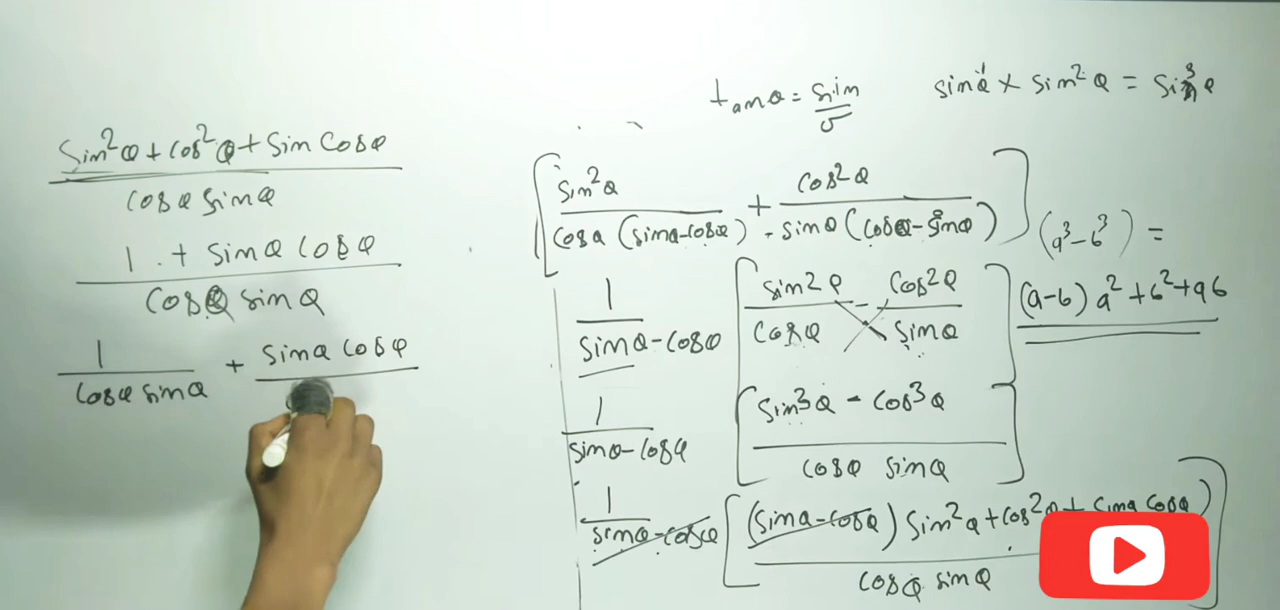 tanθ = sin/σ
sin¹θ × sin²θ = sin³θ
[ sin²θ / cosθ (sinθ-cosθ) + cos²θ / - sinθ (cosθ-sinθ) ]
(a³-b³) =
(a-b) a²+b²+ab
1 / sinθ-cosθ [ sin2θ / cosθ - cos2θ / sinθ ]
1 / sinθ-cosθ [ sin3θ - cos³θ / cosθ sinθ ]
1 / sinθ-cosθ [ (sinθ-cosθ) sin²θ+cos²θ+ sinθ cosθ / cosθ sinθ ]
sin²θ+cos²θ+sin cosθ / cosθ sinθ
1 . + sinθ cosθ / cosθ sinθ
1 / cosθ sinθ + sinθ cosθ